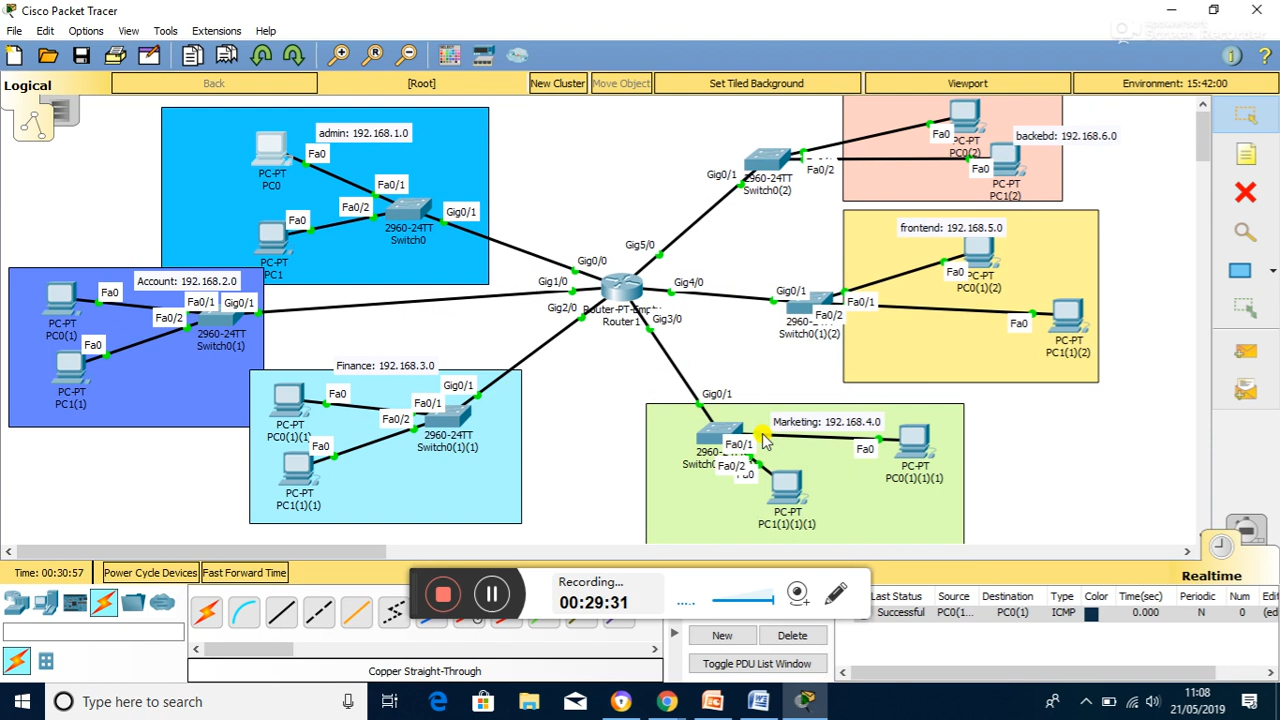 Cisco Packet Tracer
File Edit Options View Tools Extensions Help
Logical
Back
[Root]
New Cluster
Move Object
Set Tiled Background
Viewport
Environment: 15:42:00
admin: 192.168.1.0
Fa0
PC-PT
PC0
Fa0/1
Fa0/2
Gig0/1
Fa0
2960-24TT
Switch0
PC1
Account: 192.168.2.0
Fa0
Fa0/1
Gig0/1
Fa0/2
PC-PT
PC0(1)
2960-24TT
Switch0(1)
Fa0
PC-PT
PC1(1)
Finance: 192.168.3.0
Gig0/1
Fa0
Fa0/1
Fa0/2
PC-PT
PC0(1)(1)
2960-24TT
Switch0(1)(1)
Fa0
PC-PT
PC1(1)(1)
Gig0/0
Gig1/0
Gig2/0
Gig5/0
Gig4/0
Gig3/0
Router1
Gig0/1
Fa0/2
2960-24TT
Switch0(2)
Fa0
PC-PT
PC0(2)
backebd: 192.168.6.0
Fa0
PC-PT
PC1(2)
frontend: 192.168.5.0
Gig0/1
Fa0/1
Fa0/2
Switch0(1)(2)
Fa0
PC-PT
PC0(1)(2)
Fa0
PC-PT
PC1(1)(2)
Gig0/1
Marketing: 192.168.4.0
Fa0/1
Fa0/2
Fa0
Fa0
PC-PT
PC0(1)(1)(1)
PC-PT
PC1(1)(1)(1)
Time: 00:30:57
Power Cycle Devices
Fast Forward Time
Realtime
Recording...
00:29:31
Last Status Source Destination Type Color Time(sec) Periodic Num Edit
Successful PC0(1... PC0(1) ICMP 0.000 N 0 (ed
New
Delete
Toggle PDU List Window
Copper Straight-Through
Type here to search
11:08
21/05/2019